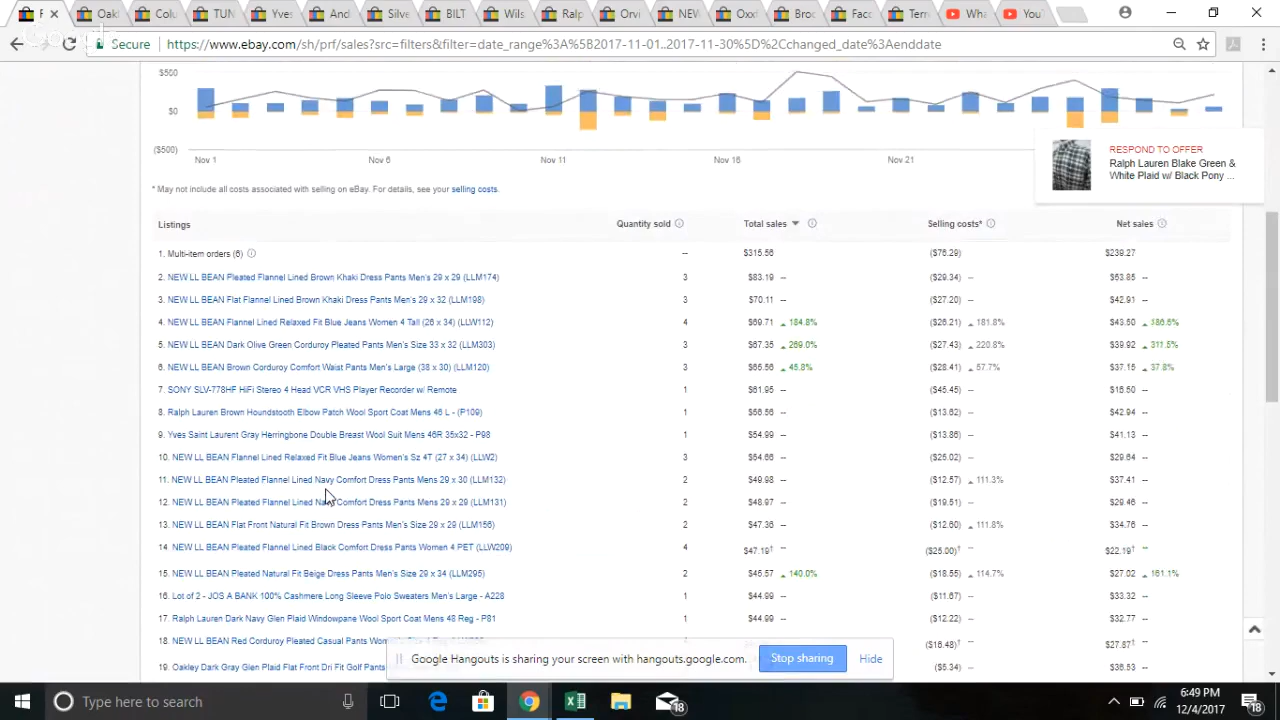 F
Oakl
Colu
TUN
Yves
And
Silve
BILT
Wils
Ralp
Orvi
NEW
Oxx
Broo
Face
Terr
Wha
YouT
Secure
https://www.ebay.com/sh/prf/sales?src=filters&filter=date_range%3A%5B2017-11-01..2017-11-30%5D%2Cchanged_date%3Aenddate
$500
$0
($500)
Nov 1
Nov 6
Nov 11
Nov 16
Nov 21
RESPOND TO OFFER
Ralph Lauren Blake Green &
White Plaid w/ Black Pony ...
* May not include all costs associated with selling on eBay. For details, see your selling costs.
Listings Quantity sold Total sales Selling costs* Net sales
1. Multi-item orders (6) -- $315.56 ($76.29) $239.27
2. NEW LL BEAN Pleated Flannel Lined Brown Khaki Dress Pants Men's 29 x 29 (LLM174) 3 $83.19 -- ($29.34) -- $53.85 --
3. NEW LL BEAN Flat Flannel Lined Brown Khaki Dress Pants Men's 29 x 32 (LLM198) 3 $70.11 -- ($27.20) -- $42.91 --
4. NEW LL BEAN Flannel Lined Relaxed Fit Blue Jeans Women 4 Tall (26 x 34) (LLW112) 4 $69.71 184.8% ($26.21) 181.8% $43.50 186.6%
5. NEW LL BEAN Dark Olive Green Corduroy Pleated Pants Men's Size 33 x 32 (LLM303) 3 $67.35 269.0% ($27.43) 220.8% $39.92 311.5%
6. NEW LL BEAN Brown Corduroy Comfort Waist Pants Men's Large (38 x 30) (LLM120) 3 $65.56 45.8% ($28.41) 57.7% $37.15 37.8%
7. SONY SLV-778HF HiFi Stereo 4 Head VCR VHS Player Recorder w/ Remote 1 $61.95 -- ($45.45) -- $16.50 --
8. Ralph Lauren Brown Houndstooth Elbow Patch Wool Sport Coat Mens 46 L - (P109) 1 $56.56 -- ($13.62) -- $42.94 --
9. Yves Saint Laurent Gray Herringbone Double Breast Wool Suit Mens 46R 35x32 - P98 1 $54.99 -- ($13.86) -- $41.13 --
10. NEW LL BEAN Flannel Lined Relaxed Fit Blue Jeans Women's Sz 4T (27 x 34) (LLW2) 3 $54.66 -- ($25.02) -- $29.64 --
11. NEW LL BEAN Pleated Flannel Lined Navy Comfort Dress Pants Mens 29 x 30 (LLM132) 2 $49.98 -- ($12.57) 111.3% $37.41 --
12. NEW LL BEAN Pleated Flannel Lined Navy Comfort Dress Pants Mens 29 x 29 (LLM131) 2 $48.97 -- ($19.51) -- $29.46 --
13. NEW LL BEAN Flat Front Natural Fit Brown Dress Pants Men's Size 29 x 29 (LLM156) 2 $47.36 -- ($12.60) 111.8% $34.76 --
14. NEW LL BEAN Pleated Flannel Lined Black Comfort Dress Pants Women 4 PET (LLW209) 4 $47.19† -- ($25.00)† -- $22.19† --
15. NEW LL BEAN Pleated Natural Fit Beige Dress Pants Men's Size 29 x 34 (LLM295) 2 $45.57 140.0% ($18.55) 114.7% $27.02 161.1%
16. Lot of 2 - JOS A BANK 100% Cashmere Long Sleeve Polo Sweaters Men's Large - A228 1 $44.99 -- ($11.67) -- $33.32 --
17. Ralph Lauren Dark Navy Glen Plaid Windowpane Wool Sport Coat Mens 48 Reg - P81 1 $44.99 -- ($12.22) -- $32.77 --
18. NEW LL BEAN Red Corduroy Pleated Casual Pants ($16.48)† -- $27.87† --
19. Oakley Dark Gray Glen Plaid Flat Front Dri Fit Golf Pants ($5.34) -- $36.53 --
Google Hangouts is sharing your screen with hangouts.google.com.
Stop sharing
Hide
Type here to search
18
6:49 PM
12/4/2017
18